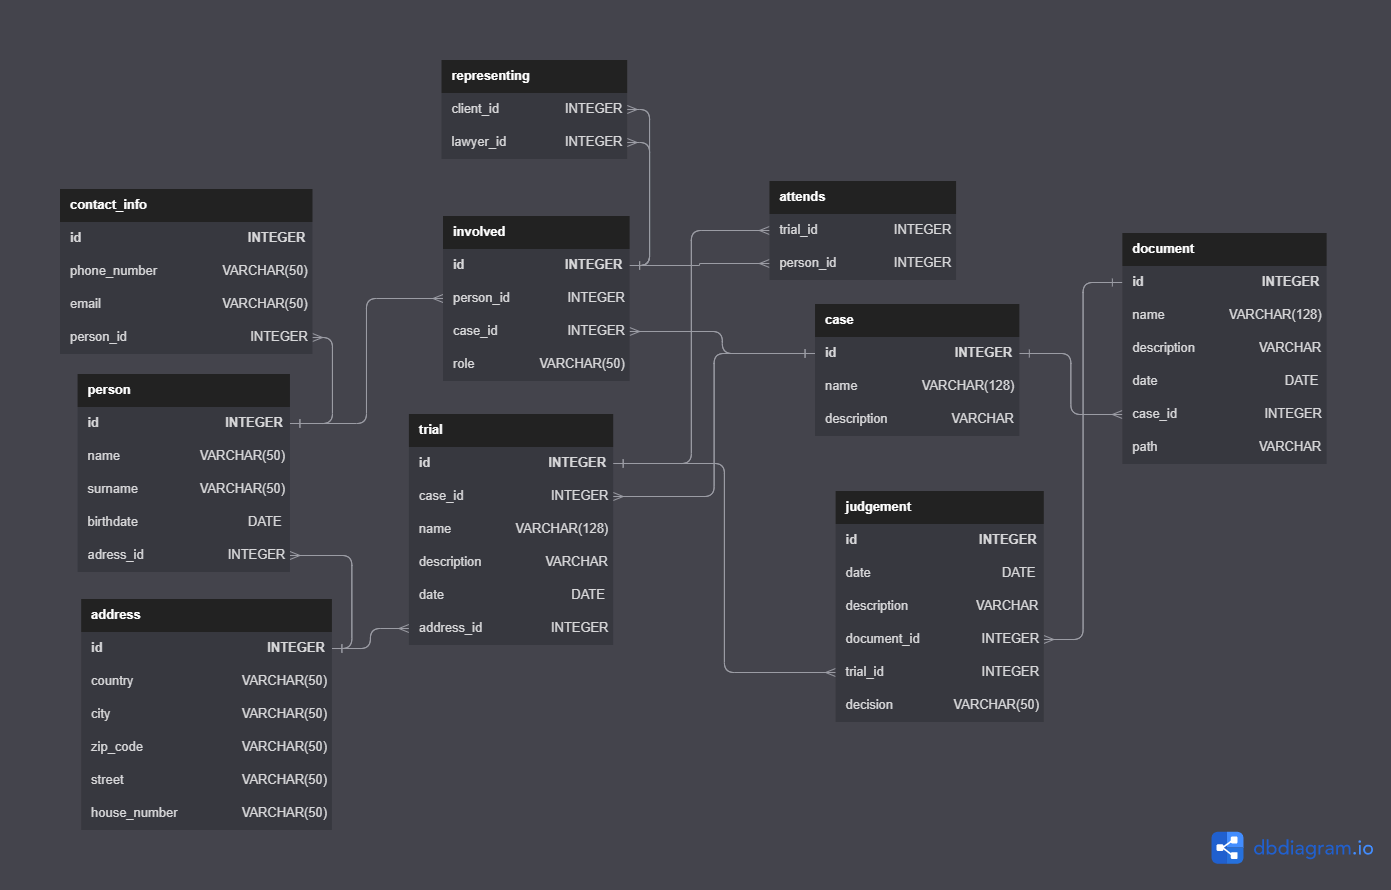 representing
client_id INTEGER
lawyer_id INTEGER
contact_info
id INTEGER
phone_number VARCHAR(50)
email VARCHAR(50)
person_id INTEGER
involved
id INTEGER
person_id INTEGER
case_id INTEGER
role VARCHAR(50)
attends
trial_id INTEGER
person_id INTEGER
document
id INTEGER
name VARCHAR(128)
description VARCHAR
date DATE
case_id INTEGER
path VARCHAR
case
id INTEGER
name VARCHAR(128)
description VARCHAR
person
id INTEGER
name VARCHAR(50)
surname VARCHAR(50)
birthdate DATE
adress_id INTEGER
trial
id INTEGER
case_id INTEGER
name VARCHAR(128)
description VARCHAR
date DATE
address_id INTEGER
judgement
id INTEGER
date DATE
description VARCHAR
document_id INTEGER
trial_id INTEGER
decision VARCHAR(50)
address
id INTEGER
country VARCHAR(50)
city VARCHAR(50)
zip_code VARCHAR(50)
street VARCHAR(50)
house_number VARCHAR(50)
dbdiagram.io